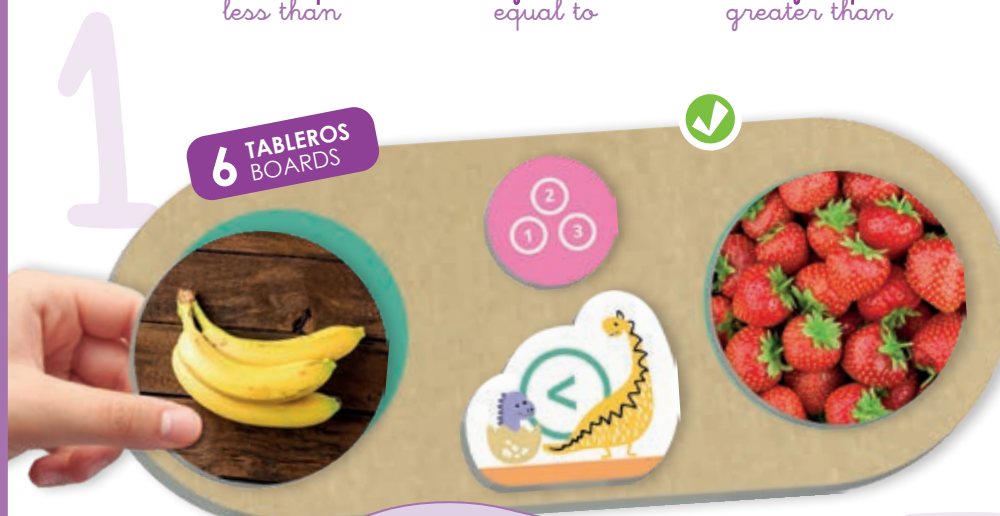 less than
equal to
greater than
1
6 TABLEROS
BOARDS
2
1 3
<